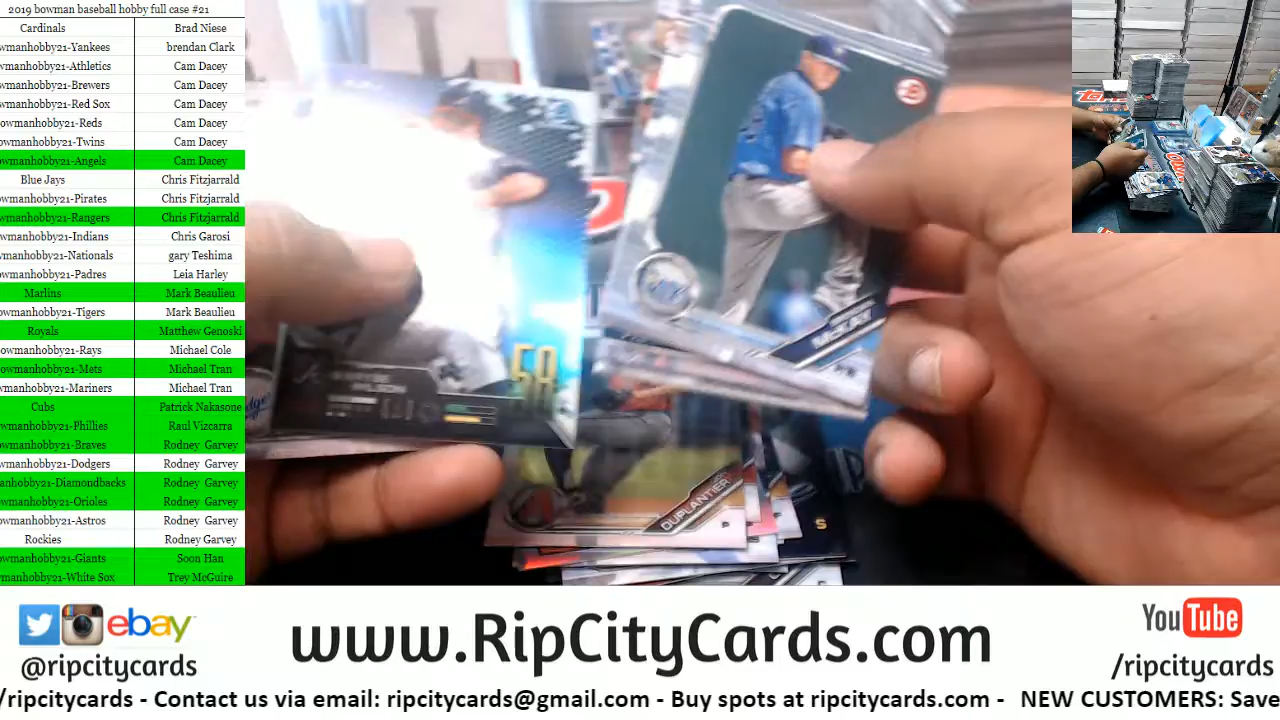 2019 bowman baseball hobby full case #21
Cardinals Brad Niese
wmanhobby21-Yankees brendan Clark
owmanhobby21-Athletics Cam Dacey
owmanhobby21-Brewers Cam Dacey
owmanhobby21-Red Sox Cam Dacey
owmanhobby21-Reds Cam Dacey
owmanhobby21-Twins Cam Dacey
owmanhobby21-Angels Cam Dacey
Blue Jays Chris Fitzjarrald
owmanhobby21-Pirates Chris Fitzjarrald
owmanhobby21-Rangers Chris Fitzjarrald
owmanhobby21-Indians Chris Garosi
owmanhobby21-Nationals gary Teshima
owmanhobby21-Padres Leia Harley
Marlins Mark Beaulieu
owmanhobby21-Tigers Mark Beaulieu
Royals Matthew Genoski
owmanhobby21-Rays Michael Cole
owmanhobby21-Mets Michael Tran
owmanhobby21-Mariners Michael Tran
Cubs Patrick Nakasone
owmanhobby21-Phillies Raul Vizcarra
owmanhobby21-Braves Rodney Garvey
owmanhobby21-Dodgers Rodney Garvey
manhobby21-Diamondbacks Rodney Garvey
owmanhobby21-Orioles Rodney Garvey
owmanhobby21-Astros Rodney Garvey
Rockies Rodney Garvey
owmanhobby21-Giants Soon Han
wmanhobby21-White Sox Trey McGuire
DUPLANTIER
ebay
@ripcitycards
www.RipCityCards.com
YouTube
/ripcitycards
/ripcitycards - Contact us via email: ripcitycards@gmail.com - Buy spots at ripcitycards.com - NEW CUSTOMERS: Save